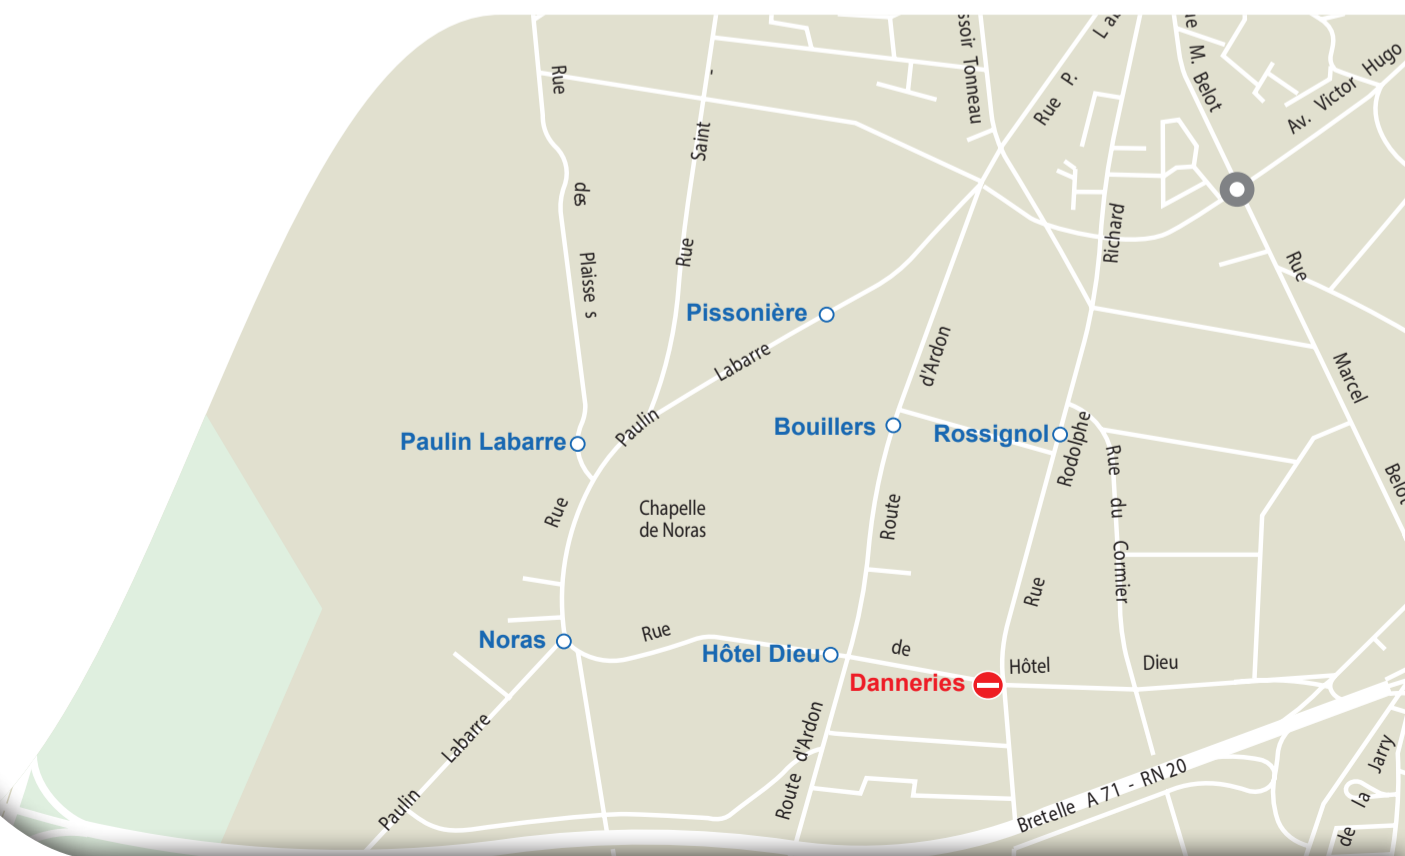 ssoir Tonneau
Rue P. Lab
ue M. Belot
Av. Victor Hugo
Rue
des
Plaisse s
Rue Saint -
Richard
Rue
Marcel
Belot
Pissonière
Paulin Labarre
d'Ardon
Paulin Labarre
Bouillers
Rossignol
Rodolphe
Rue
Rue du Cormier
Route
Chapelle
de Noras
Rue
Noras
Rue
Hôtel Dieu
de
Hôtel
Dieu
Danneries
Paulin Labarre
Route d'Ardon
Bretelle A 71 - RN 20
de la Jarry